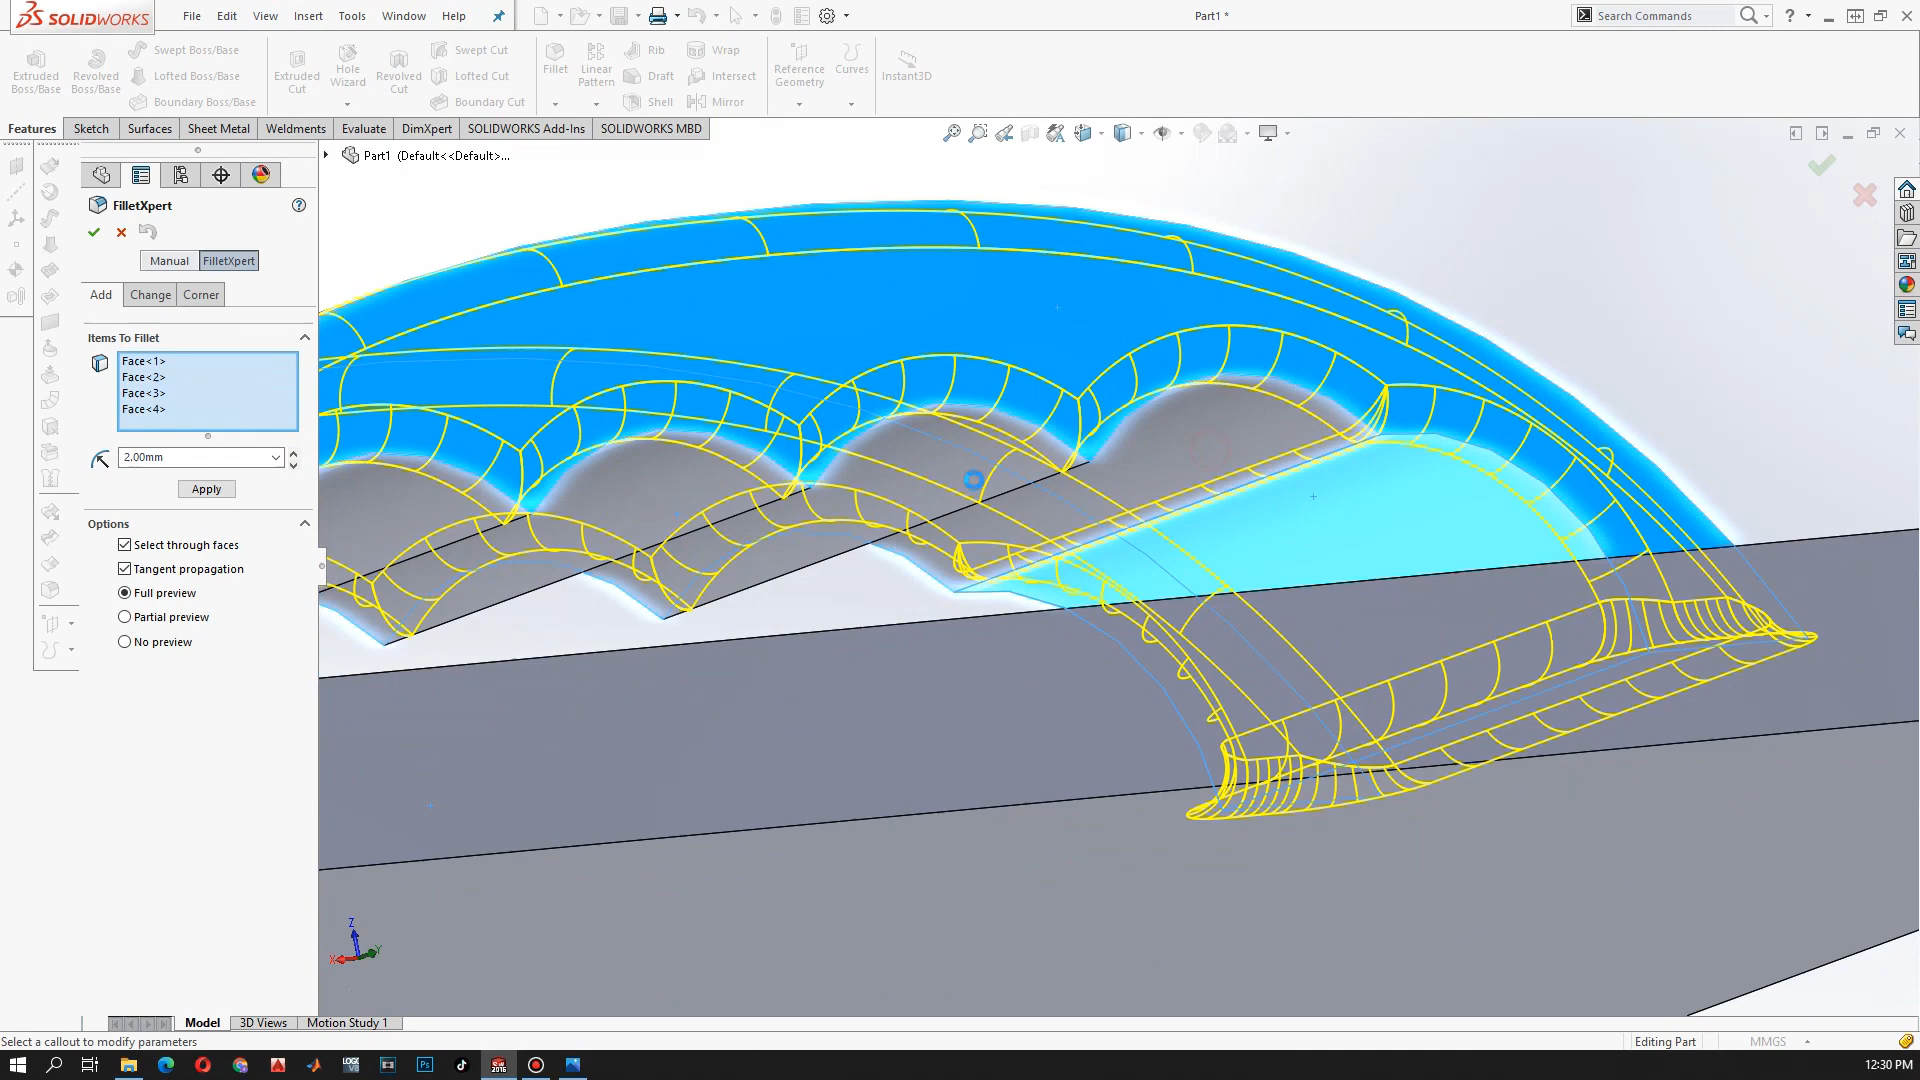 SOLIDWORKS
File Edit View Insert Tools Window Help
Part1 *
Search Commands
Extruded Boss/Base
Revolved Boss/Base
Swept Boss/Base
Lofted Boss/Base
Boundary Boss/Base
Extruded Cut
Hole Wizard
Revolved Cut
Swept Cut
Lofted Cut
Boundary Cut
Fillet
Linear Pattern
Rib
Draft
Shell
Wrap
Intersect
Mirror
Reference Geometry
Curves
Instant3D
Features Sketch Surfaces Sheet Metal Weldments Evaluate DimXpert SOLIDWORKS Add-Ins SOLIDWORKS MBD
Part1 (Default<<Default>...
FilletXpert
Manual FilletXpert
Add Change Corner
Items To Fillet
Face<1>
Face<2>
Face<3>
Face<4>
2.00mm
Apply
Options
Select through faces
Tangent propagation
Full preview
Partial preview
No preview
Z
X
Y
Model 3D Views Motion Study 1
Select a callout to modify parameters
Editing Part
MMGS
Ps
12:30 PM